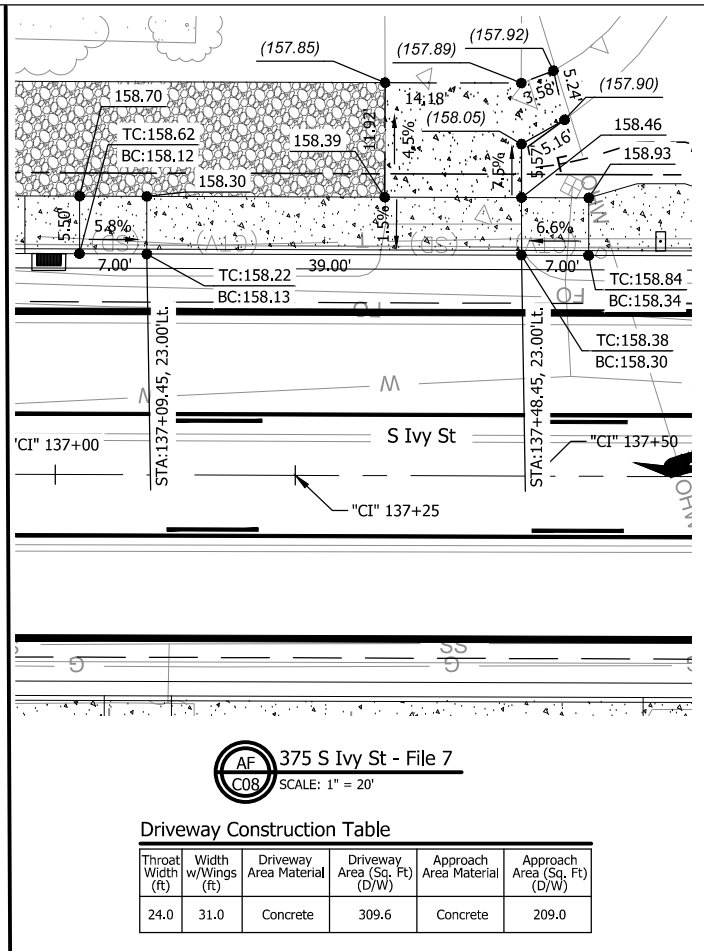 (157.85)
(157.89)
(157.92)
5.24'
(157.90)
3.58'
14.18'
158.70
11.92'
4.5%
(158.05)
5.16'
158.46
TC:158.62
BC:158.12
158.39
7.5%
5.57'
F
158.93
158.30
5.50'
5.8%
1.5%
6.6%
(SD)
(CTV)
T
(SD)
7.00'
39.00'
7.00'
TC:158.22
BC:158.13
TC:158.84
BC:158.34
FO
FO
TC:158.38
BC:158.30
STA:137+09.45, 23.00'Lt.
STA:137+48.45, 23.00'Lt.
W
W
S Ivy St
"CI" 137+00
"CI" 137+50
"CI" 137+25
OHW
SS
G
G
AF
C08
375 S Ivy St - File 7
SCALE: 1" = 20'
Driveway Construction Table
Throat Width (ft)
Width w/Wings (ft)
Driveway Area Material
Driveway Area (Sq. Ft) (D/W)
Approach Area Material
Approach Area (Sq. Ft) (D/W)
24.0
31.0
Concrete
309.6
Concrete
209.0